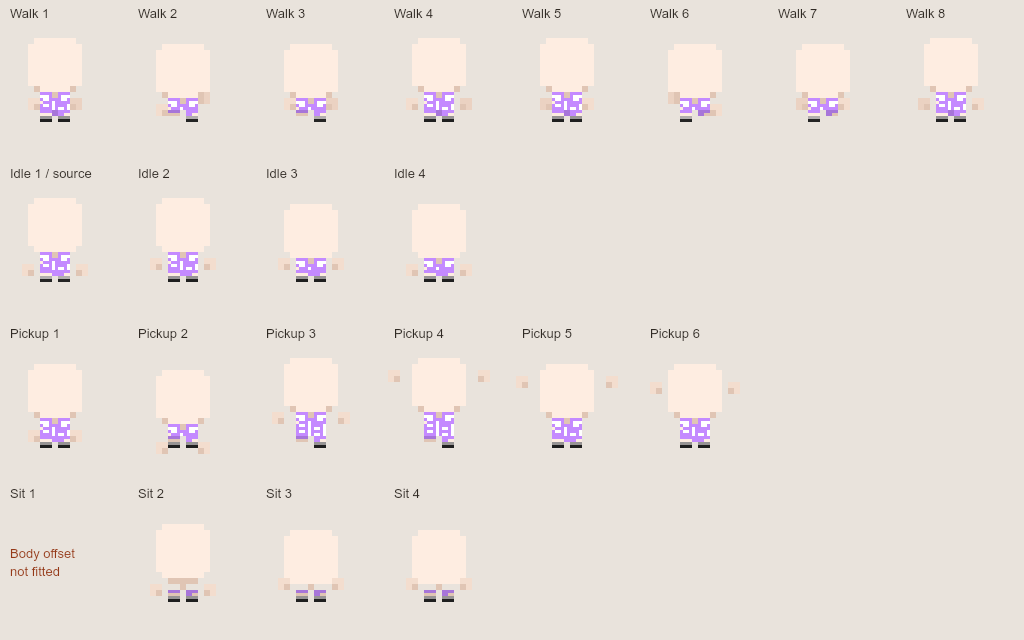 Walk 1 Walk 2 Walk 3 Walk 4 Walk 5 Walk 6 Walk 7 Walk 8
Idle 1 / source Idle 2 Idle 3 Idle 4
Pickup 1 Pickup 2 Pickup 3 Pickup 4 Pickup 5 Pickup 6
Sit 1 Sit 2 Sit 3 Sit 4
Body offset
not fitted